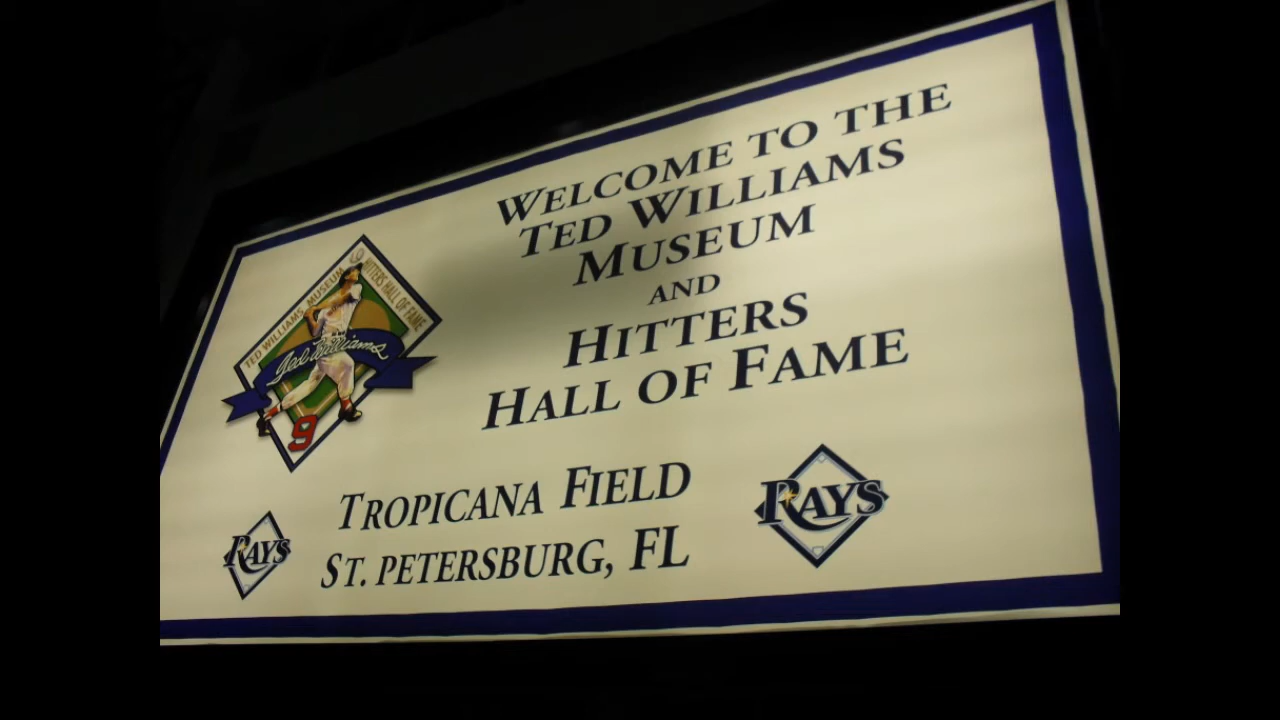 WELCOME TO THE
TED WILLIAMS
MUSEUM
AND
HITTERS
HALL OF FAME
TED WILLIAMS MUSEUM & HITTERS HALL OF FAME
Ted Williams
9
TROPICANA FIELD
ST. PETERSBURG, FL
RAYS
RAYS